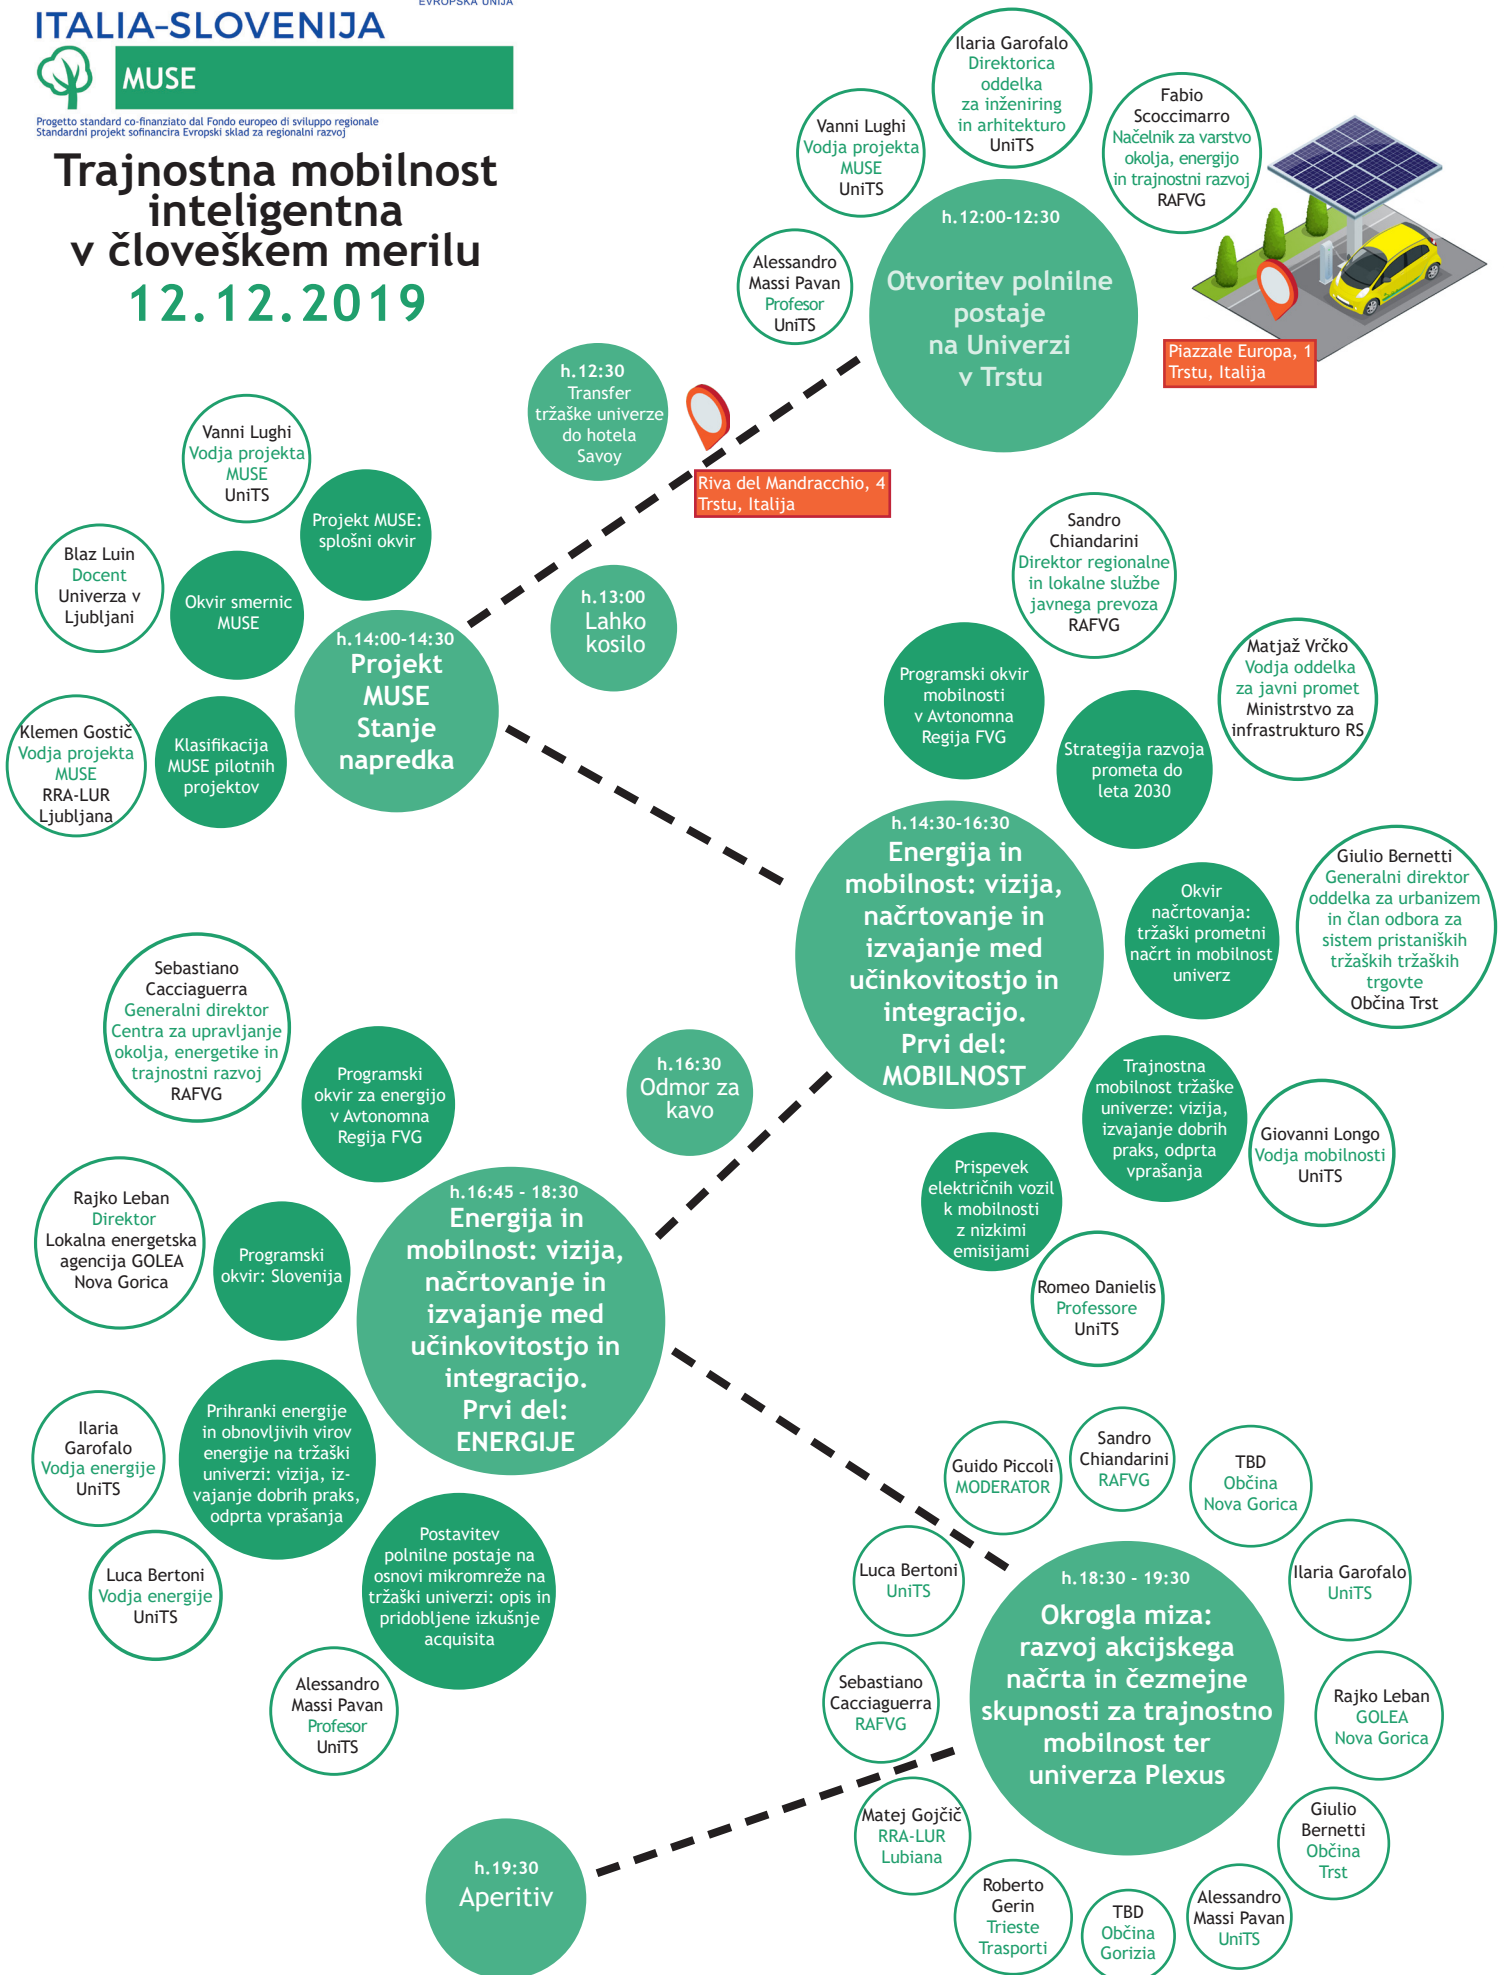 EVROPSKA UNIJA
ITALIA-SLOVENIJA
MUSE
Progetto standard co-finanziato dal Fondo europeo di sviluppo regionale
Standardni projekt sofinancira Evropski sklad za regionalni razvoj
Trajnostna mobilnost
inteligentna
v človeškem merilu
12.12.2019
Ilaria Garofalo
Direktorica
oddelka
za inženiring
in arhitekturo
UniTS
Fabio
Scoccimarro
Načelnik za varstvo
okolja, energijo
in trajnostni razvoj
RAFVG
Vanni Lughi
Vodja projekta
MUSE
UniTS
Alessandro
Massi Pavan
Profesor
UniTS
h.12:00-12:30
Otvoritev polnilne
postaje
na Univerzi
v Trstu
Piazzale Europa, 1
Trstu, Italija
h.12:30
Transfer
tržaške univerze
do hotela
Savoy
Riva del Mandracchio, 4
Trstu, Italija
h.13:00
Lahko
kosilo
Vanni Lughi
Vodja projekta
MUSE
UniTS
Projekt MUSE:
splošni okvir
Blaz Luin
Docent
Univerza v
Ljubljani
Okvir smernic
MUSE
Klemen Gostič
Vodja projekta
MUSE
RRA-LUR
Ljubljana
Klasifikacija
MUSE pilotnih
projektov
h.14:00-14:30
Projekt
MUSE
Stanje
napredka
Sandro
Chiandarini
Direktor regionalne
in lokalne službe
javnega prevoza
RAFVG
Programski okvir
mobilnosti
v Avtonomna
Regija FVG
Matjaž Vrčko
Vodja oddelka
za javni promet
Ministrstvo za
infrastrukturo RS
Strategija razvoja
prometa do
leta 2030
h.14:30-16:30
Energija in
mobilnost: vizija,
načrtovanje in
izvajanje med
učinkovitostjo in
integracijo.
Prvi del:
MOBILNOST
Okvir
načrtovanja:
tržaški prometni
načrt in mobilnost
univerz
Giulio Bernetti
Generalni direktor
oddelka za urbanizem
in član odbora za
sistem pristaniških
tržaških tržaških
trgovte
Občina Trst
Trajnostna
mobilnost tržaške
univerze: vizija,
izvajanje dobrih
praks, odprta
vprašanja
Giovanni Longo
Vodja mobilnosti
UniTS
Prispevek
električnih vozil
k mobilnosti
z nizkimi
emisijami
Romeo Danielis
Professore
UniTS
h.16:30
Odmor za
kavo
Sebastiano
Cacciaguerra
Generalni direktor
Centra za upravljanje
okolja, energetike in
trajnostni razvoj
RAFVG
Programski
okvir za energijo
v Avtonomna
Regija FVG
Rajko Leban
Direktor
Lokalna energetska
agencija GOLEA
Nova Gorica
Programski
okvir: Slovenija
h.16:45 - 18:30
Energija in
mobilnost: vizija,
načrtovanje in
izvajanje med
učinkovitostjo in
integracijo.
Prvi del:
ENERGIJE
Ilaria
Garofalo
Vodja energije
UniTS
Prihranki energije
in obnovljivih virov
energije na tržaški
univerzi: vizija, iz-
vajanje dobrih praks,
odprta vprašanja
Luca Bertoni
Vodja energije
UniTS
Postavitev
polnilne postaje na
osnovi mikromreže na
tržaški univerzi: opis in
pridobljene izkušnje
acquisita
Alessandro
Massi Pavan
Profesor
UniTS
h.18:30 - 19:30
Okrogla miza:
razvoj akcijskega
načrta in čezmejne
skupnosti za trajnostno
mobilnost ter
univerza Plexus
Guido Piccoli
MODERATOR
Sandro
Chiandarini
RAFVG
TBD
Občina
Nova Gorica
Ilaria Garofalo
UniTS
Rajko Leban
GOLEA
Nova Gorica
Giulio
Bernetti
Občina
Trst
Alessandro
Massi Pavan
UniTS
TBD
Občina
Gorizia
Roberto
Gerin
Trieste
Trasporti
Matej Gojčič
RRA-LUR
Lubiana
Sebastiano
Cacciaguerra
RAFVG
Luca Bertoni
UniTS
h.19:30
Aperitiv